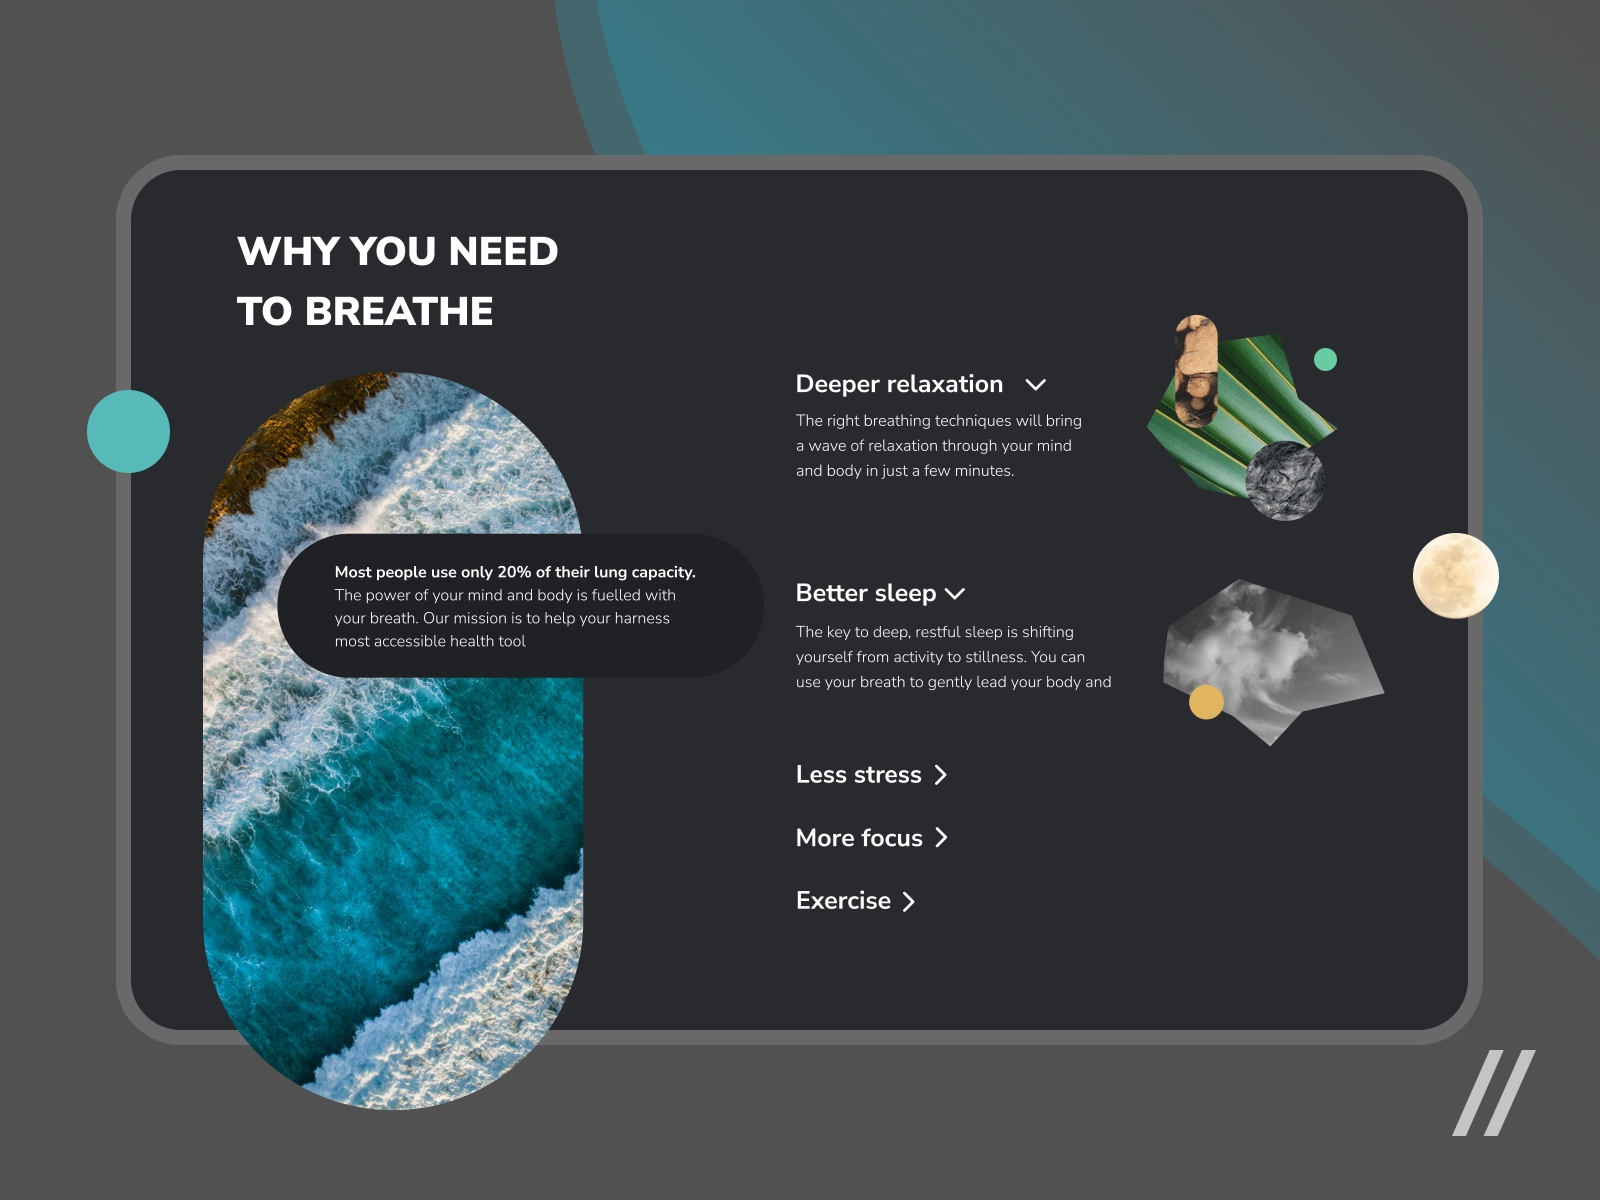 WHY YOU NEED
TO BREATHE
Most people use only 20% of their lung capacity.
The power of your mind and body is fuelled with
your breath. Our mission is to help your harness
most accessible health tool
Deeper relaxation
The right breathing techniques will bring
a wave of relaxation through your mind
and body in just a few minutes.
Better sleep
The key to deep, restful sleep is shifting
yourself from activity to stillness. You can
use your breath to gently lead your body and
Less stress
More focus
Exercise